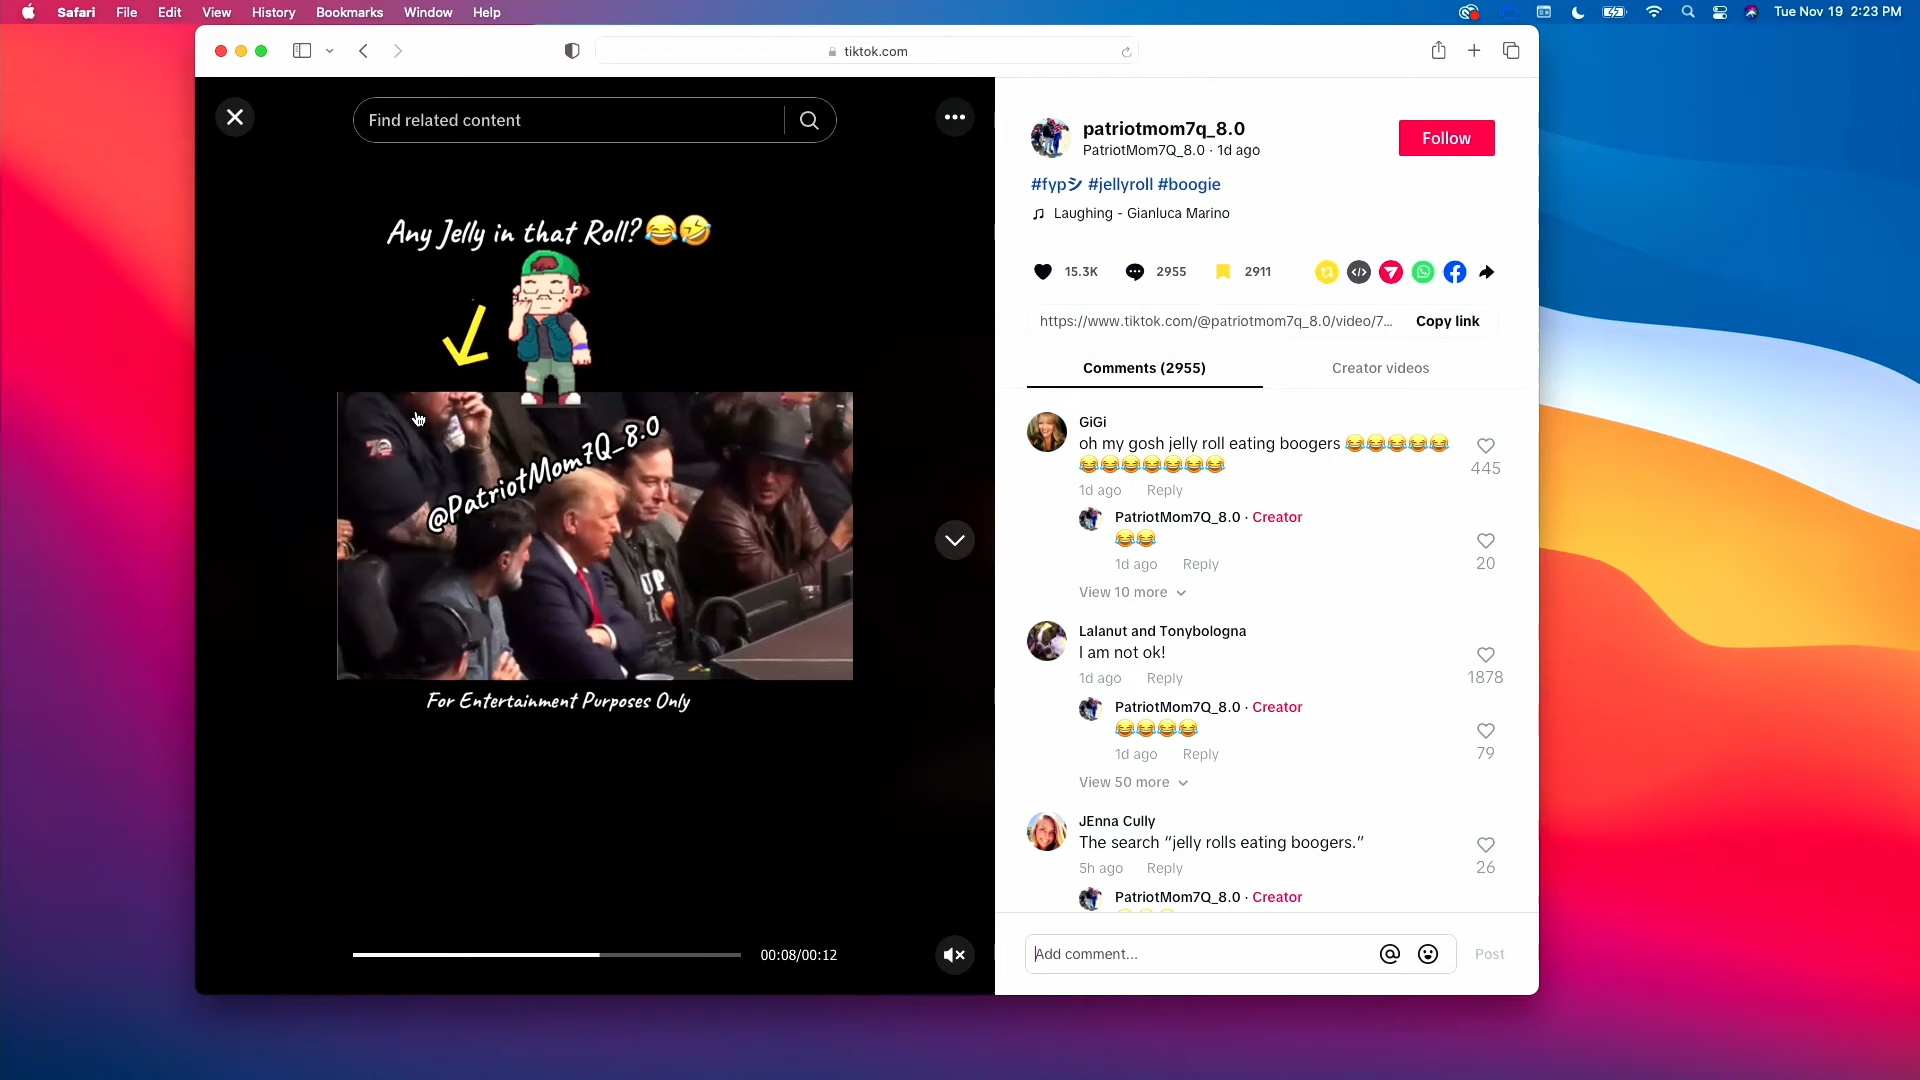 Safari File Edit View History Bookmarks Window Help
Tue Nov 19 2:23 PM
tiktok.com
Find related content
Any Jelly in that Roll?😂🤣
@PatriotMom7Q_8.0
UP
For Entertainment Purposes Only
00:08/00:12
patriotmom7q_8.0
PatriotMom7Q_8.0 · 1d ago
Follow
#fypシ #jellyroll #boogie
Laughing - Gianluca Marino
15.3K 2955 2911
https://www.tiktok.com/@patriotmom7q_8.0/video/7...
Copy link
Comments (2955)
Creator videos
GiGi
oh my gosh jelly roll eating boogers 😂😂😂😂😂
😂😂😂😂😂😂😂
445
1d ago Reply
PatriotMom7Q_8.0 · Creator
😂😂
20
1d ago Reply
View 10 more
Lalanut and Tonybologna
I am not ok!
1878
1d ago Reply
PatriotMom7Q_8.0 · Creator
😂😂😂😂
79
1d ago Reply
View 50 more
JEnna Cully
The search “jelly rolls eating boogers.”
26
5h ago Reply
PatriotMom7Q_8.0 · Creator
Add comment...
Post